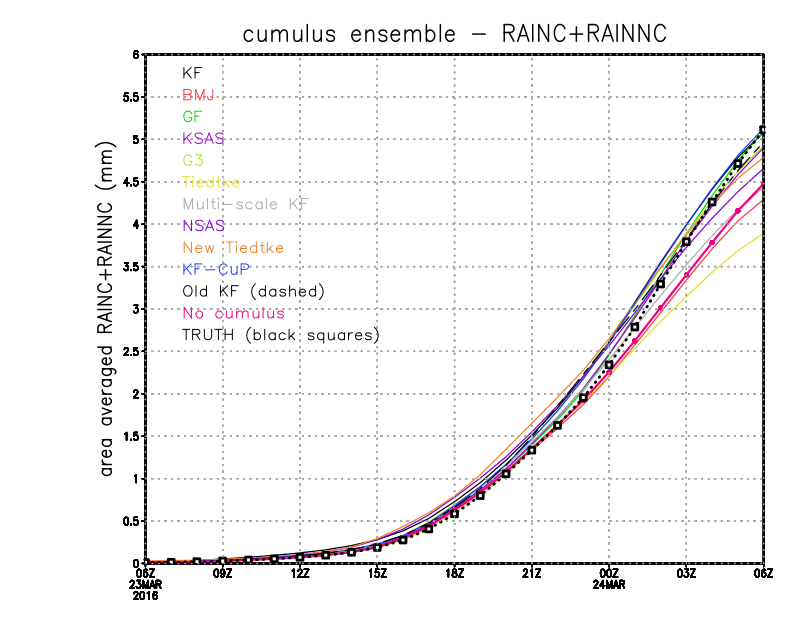 cumulus ensemble – RAINC+RAINNC
area averaged RAINC+RAINNC (mm)
6
5.5
5
4.5
4
3.5
3
2.5
2
1.5
1
0.5
0
KF
BMJ
GF
KSAS
G3
Tiedtke
Multi-scale KF
NSAS
New Tiedtke
KF-CuP
Old KF (dashed)
No cumulus
TRUTH (black squares)
06Z 09Z 12Z 15Z 18Z 21Z 00Z 03Z 06Z
23MAR 24MAR
2016